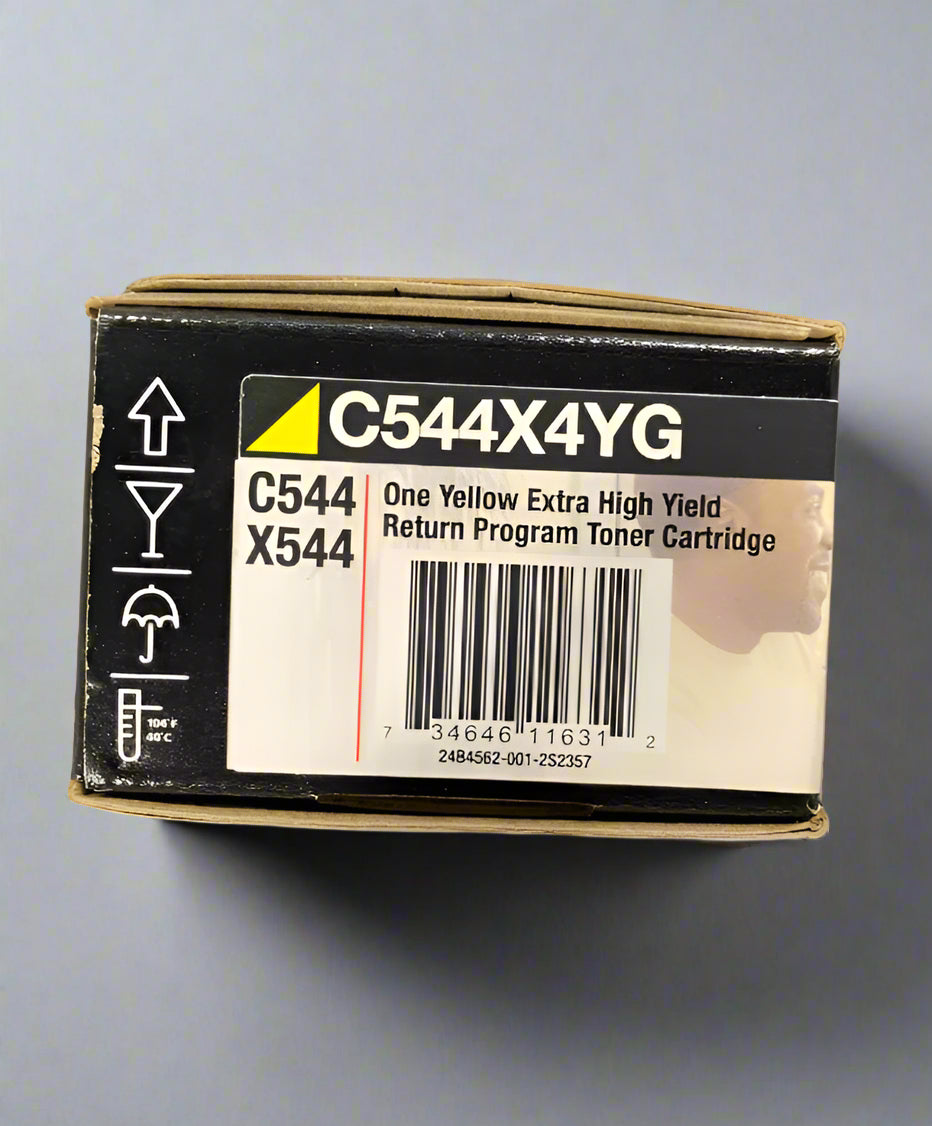 C544X4YG
C544
X544
One Yellow Extra High Yield
Return Program Toner Cartridge
7 34646 11631 2
24B4562-001-2S2357
104°F
40°C